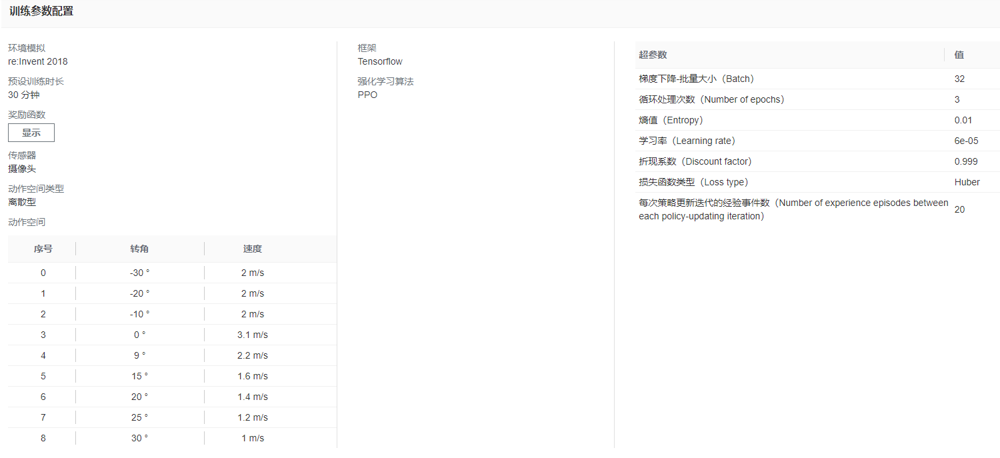 训练参数配置
环境模拟
re:Invent 2018
预设训练时长
30 分钟
奖励函数
显示
传感器
摄像头
动作空间类型
离散型
动作空间
序号 转角 速度
0 -30 ° 2 m/s
1 -20 ° 2 m/s
2 -10 ° 2 m/s
3 0 ° 3.1 m/s
4 9 ° 2.2 m/s
5 15 ° 1.6 m/s
6 20 ° 1.4 m/s
7 25 ° 1.2 m/s
8 30 ° 1 m/s
框架
Tensorflow
强化学习算法
PPO
超参数 值
梯度下降-批量大小（Batch） 32
循环处理次数（Number of epochs） 3
熵值（Entropy） 0.01
学习率（Learning rate） 6e-05
折现系数（Discount factor） 0.999
损失函数类型（Loss type） Huber
每次策略更新迭代的经验事件数（Number of experience episodes between
each policy-updating iteration） 20